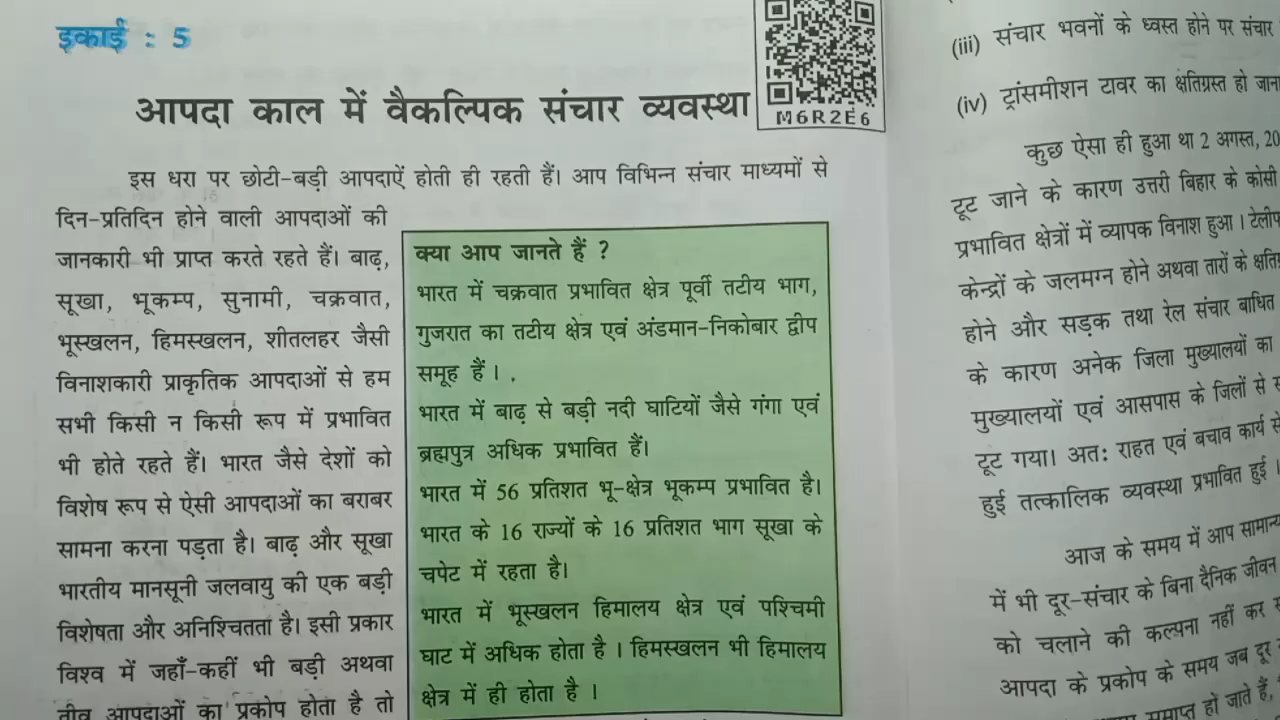 इकाई : 5
M6R2E6
आपदा काल में वैकल्पिक संचार व्यवस्था
इस धरा पर छोटी-बड़ी आपदाऐं होती ही रहती हैं। आप विभिन्न संचार माध्यमों से
दिन-प्रतिदिन होने वाली आपदाओं की
जानकारी भी प्राप्त करते रहते हैं। बाढ़,
सूखा, भूकम्प, सुनामी, चक्रवात,
भूस्खलन, हिमस्खलन, शीतलहर जैसी
विनाशकारी प्राकृतिक आपदाओं से हम
सभी किसी न किसी रूप में प्रभावित
भी होते रहते हैं। भारत जैसे देशों को
विशेष रूप से ऐसी आपदाओं का बराबर
सामना करना पड़ता है। बाढ़ और सूखा
भारतीय मानसूनी जलवायु की एक बड़ी
विशेषता और अनिश्चितता है। इसी प्रकार
विश्व में जहाँ-कहीं भी बड़ी अथवा
तीव्र आपदाओं का प्रकोप होता है तो
क्या आप जानते हैं ?
भारत में चक्रवात प्रभावित क्षेत्र पूर्वी तटीय भाग,
गुजरात का तटीय क्षेत्र एवं अंडमान-निकोबार द्वीप
समूह हैं ।
भारत में बाढ़ से बड़ी नदी घाटियों जैसे गंगा एवं
ब्रह्मपुत्र अधिक प्रभावित हैं।
भारत में 56 प्रतिशत भू-क्षेत्र भूकम्प प्रभावित है।
भारत के 16 राज्यों के 16 प्रतिशत भाग सूखा के
चपेट में रहता है।
भारत में भूस्खलन हिमालय क्षेत्र एवं पश्चिमी
घाट में अधिक होता है । हिमस्खलन भी हिमालय
क्षेत्र में ही होता है ।
(iii) संचार भवनों के ध्वस्त होने पर संचार
(iv) ट्रांसमीशन टावर का क्षतिग्रस्त हो जाना
कुछ ऐसा ही हुआ था 2 अगस्त, 20
टूट जाने के कारण उत्तरी बिहार के कोसी
प्रभावित क्षेत्रों में व्यापक विनाश हुआ । टेलीफ
केन्द्रों के जलमग्न होने अथवा तारों के क्षतिग्र
होने और सड़क तथा रेल संचार बाधित
के कारण अनेक जिला मुख्यालयों का
मुख्यालयों एवं आसपास के जिलों से
टूट गया। अतः राहत एवं बचाव कार्य
हुई तत्कालिक व्यवस्था प्रभावित हुई ।
आज के समय में आप सामान्य
में भी दूर-संचार के बिना दैनिक जीवन
को चलाने की कल्पना नहीं कर
आपदा के प्रकोप के समय जब दूर
समाप्त हो जाते हैं,